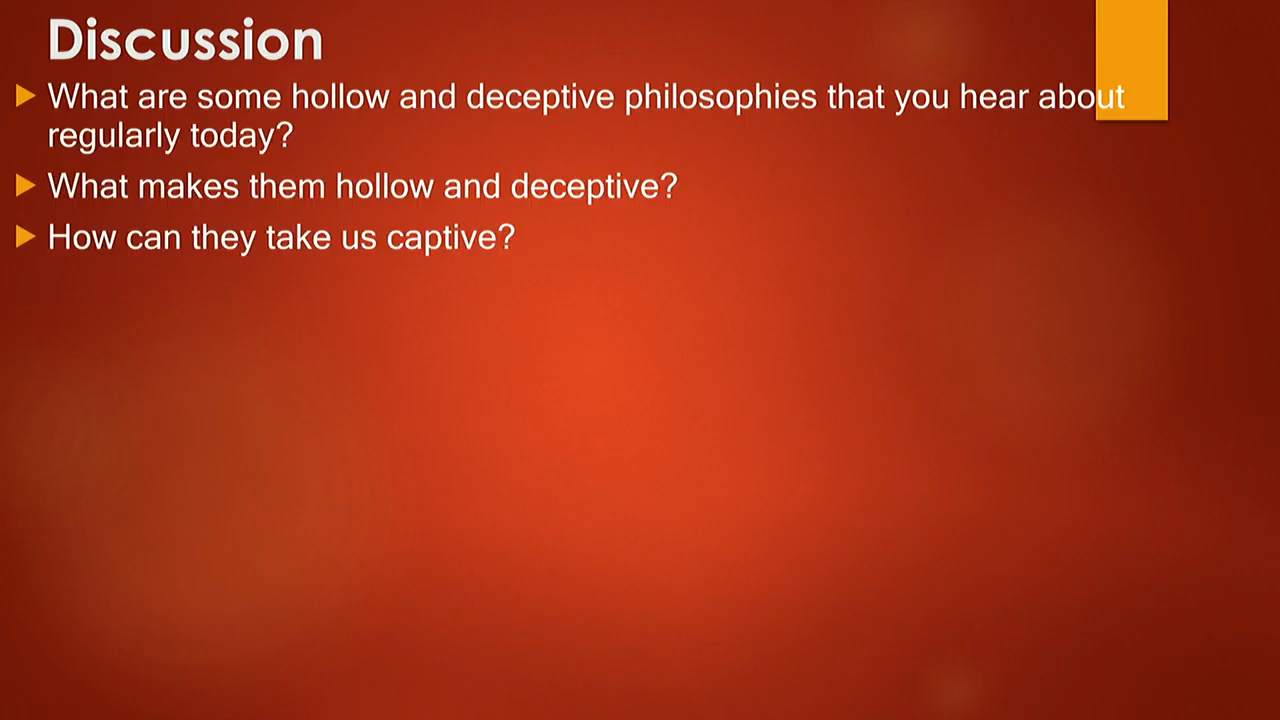 Discussion
What are some hollow and deceptive philosophies that you hear about
regularly today?
What makes them hollow and deceptive?
How can they take us captive?